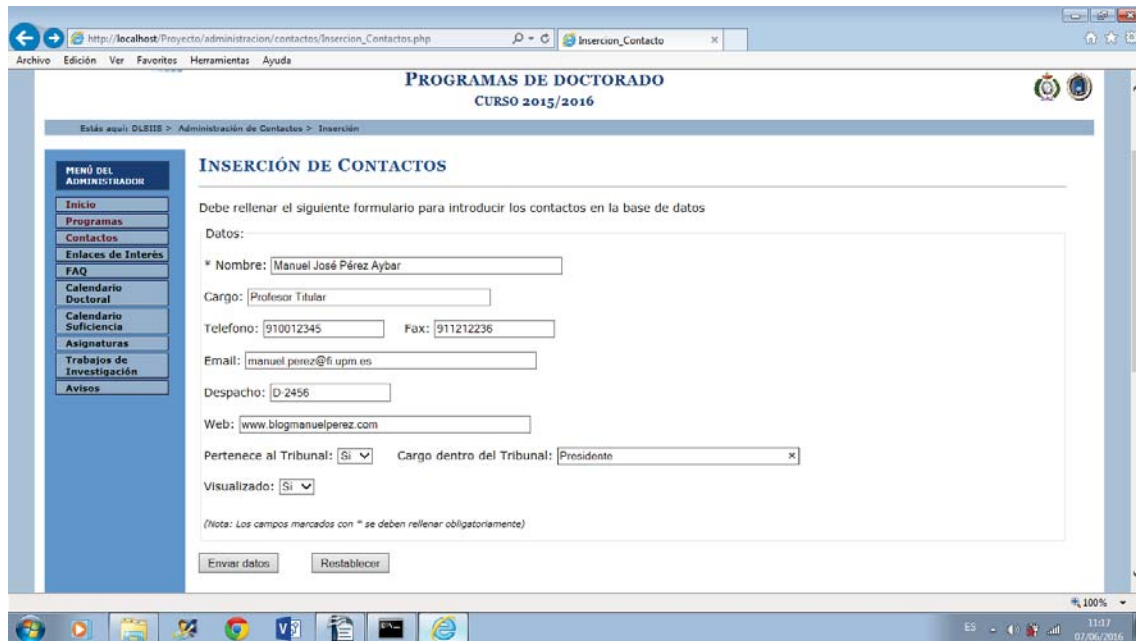 http://localhost/Proyecto/administracion/contactos/Insercion_Contactos.php
Insercion_Contacto
Archivo Edición Ver Favoritos Herramientas Ayuda
PROGRAMAS DE DOCTORADO
CURSO 2015/2016
Estás aquí: DLSIIS > Administración de Contactos > Inserción
MENÚ DEL
ADMINISTRADOR
Inicio
Programas
Contactos
Enlaces de Interés
FAQ
Calendario
Doctoral
Calendario
Suficiencia
Asignaturas
Trabajos de
Investigación
Avisos
INSERCIÓN DE CONTACTOS
Debe rellenar el siguiente formulario para introducir los contactos en la base de datos
Datos:
* Nombre: Manuel José Pérez Aybar
Cargo: Profesor Titular
Telefono: 910012345 Fax: 911212236
Email: manuel.perez@fi.upm.es
Despacho: D-2456
Web: www.blogmanuelperez.com
Pertenece al Tribunal: Si Cargo dentro del Tribunal: Presidente
Visualizado: Si
(Nota: Los campos marcados con * se deben rellenar obligatoriamente)
Enviar datos Restablecer
100%
ES
11:17
07/06/2016